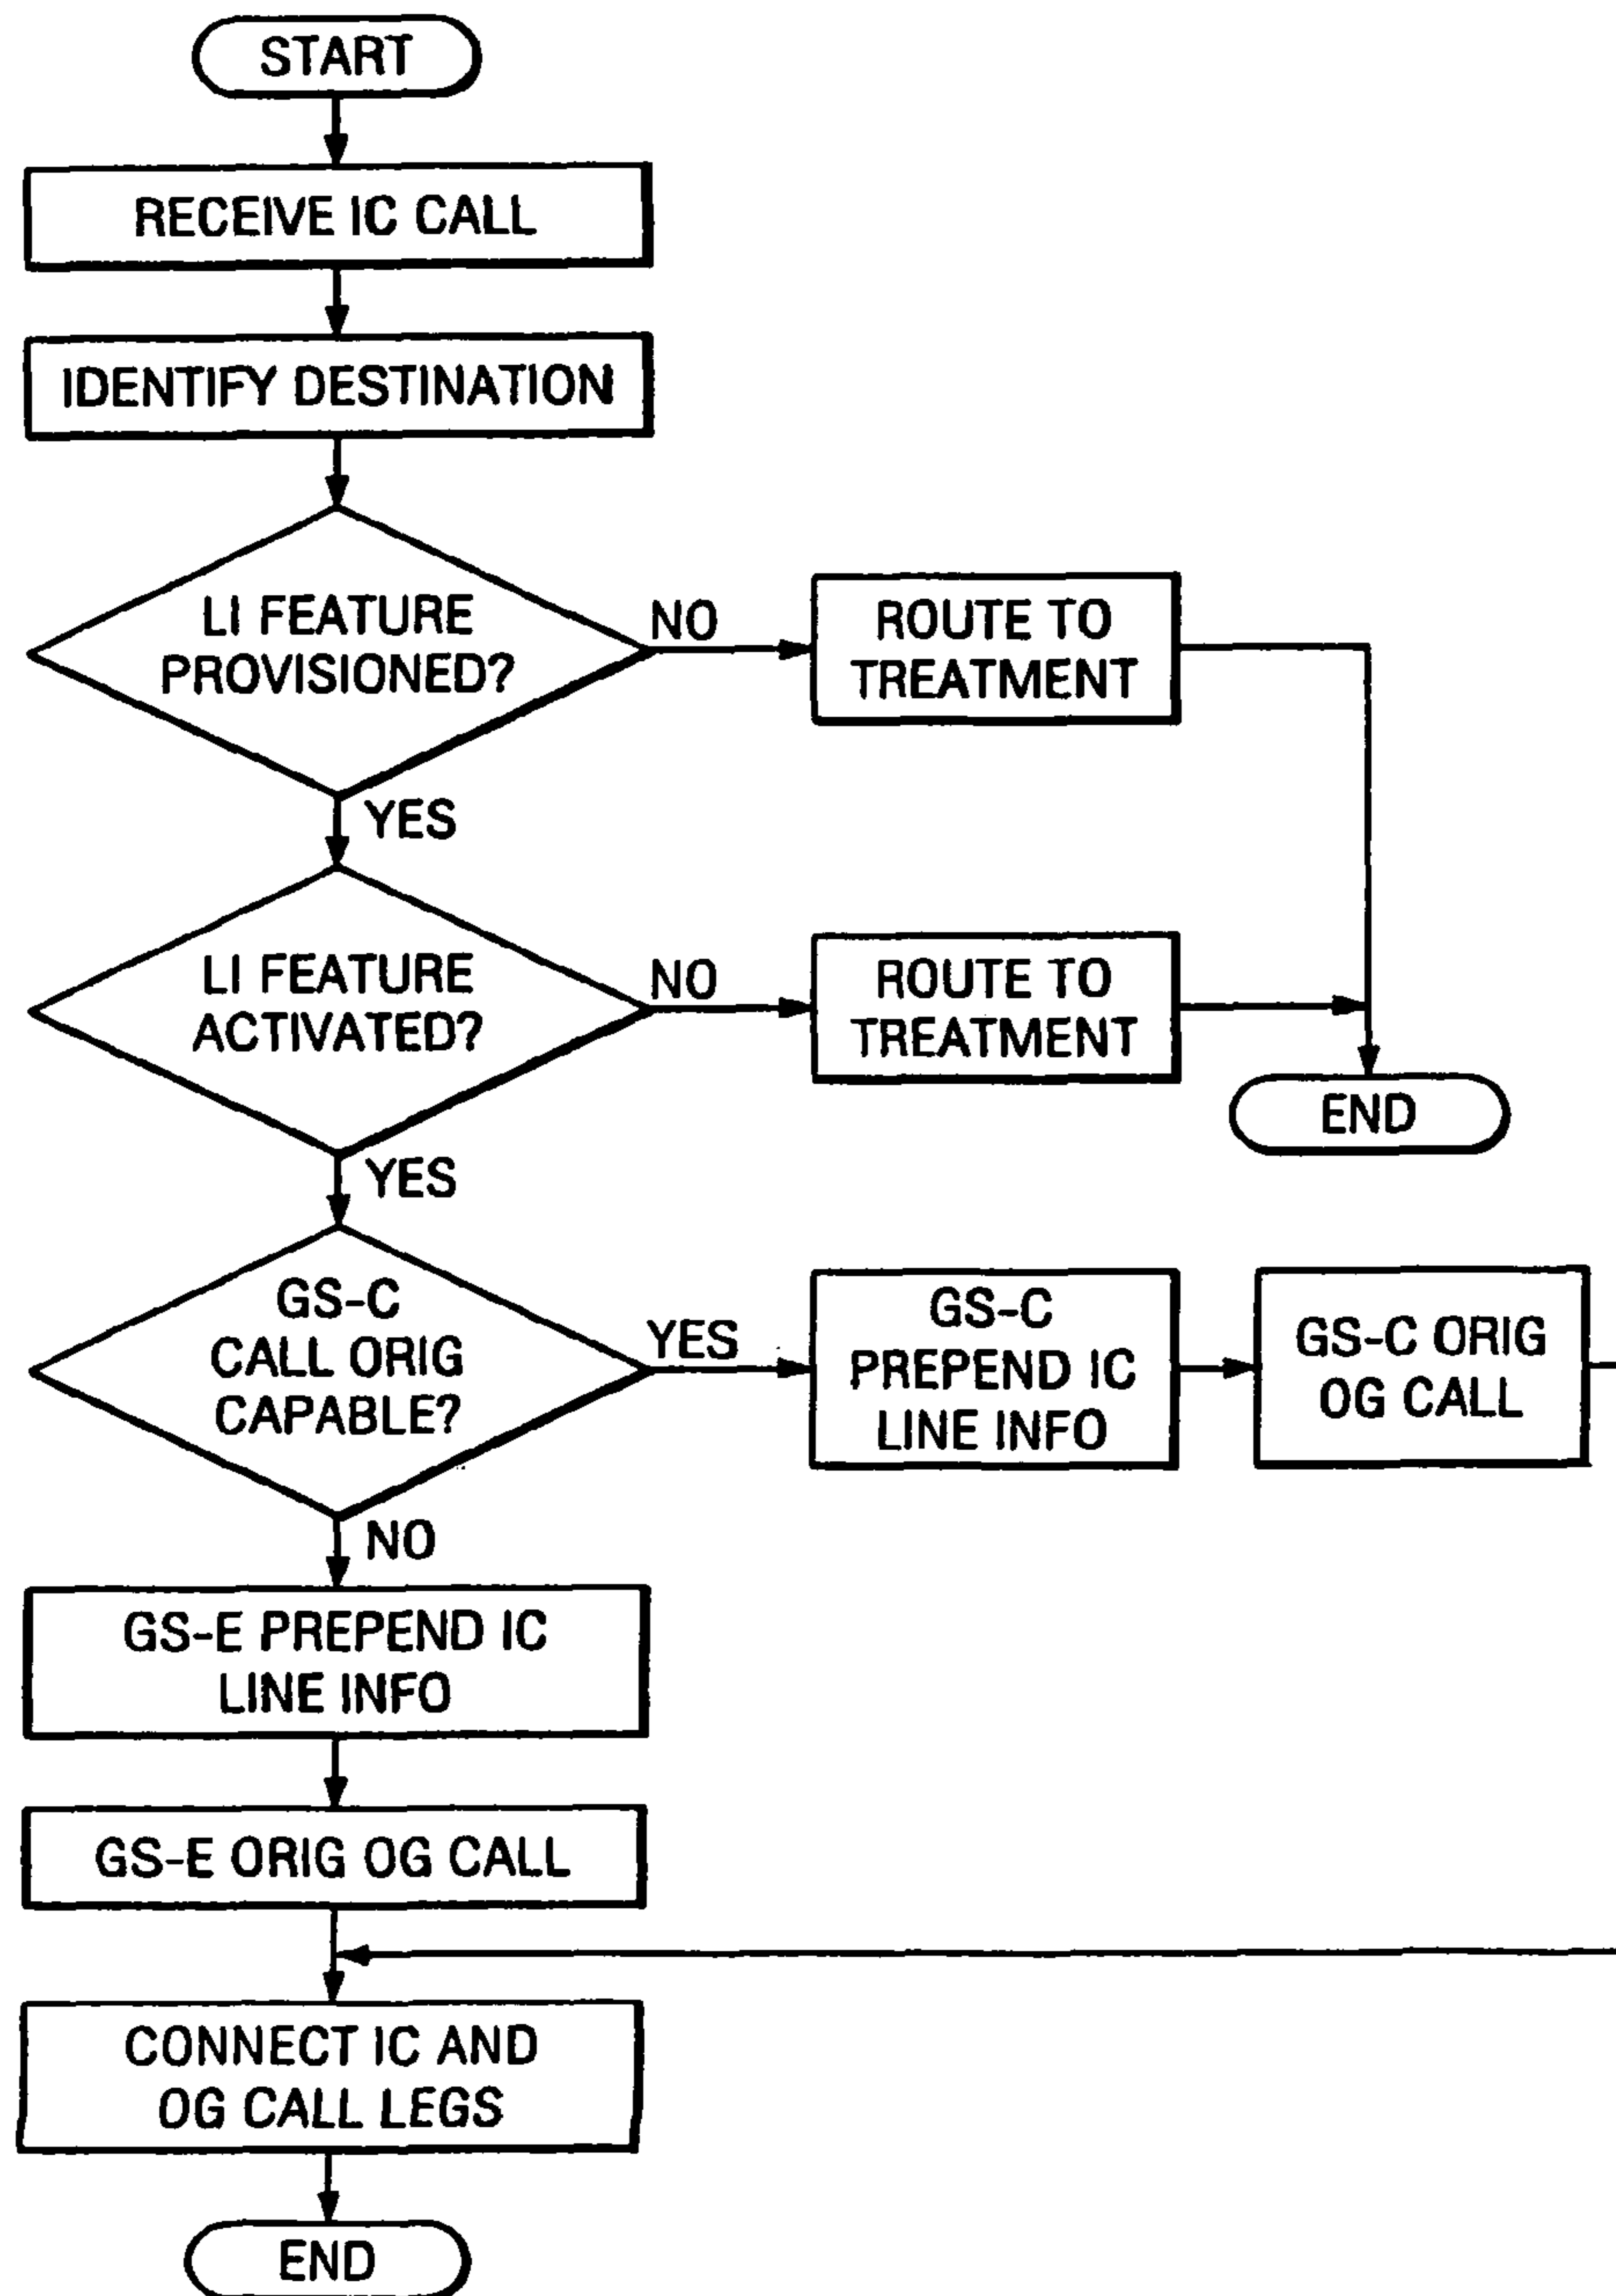 START
RECEIVE IC CALL
IDENTIFY DESTINATION
LI FEATURE
PROVISIONED?
NO
ROUTE TO
TREATMENT
YES
LI FEATURE
ACTIVATED?
NO
ROUTE TO
TREATMENT
END
YES
GS-C
CALL ORIG
CAPABLE?
YES
GS-C
PREPEND IC
LINE INFO
GS-C ORIG
OG CALL
NO
GS-E PREPEND IC
LINE INFO
GS-E ORIG OG CALL
CONNECT IC AND
OG CALL LEGS
END